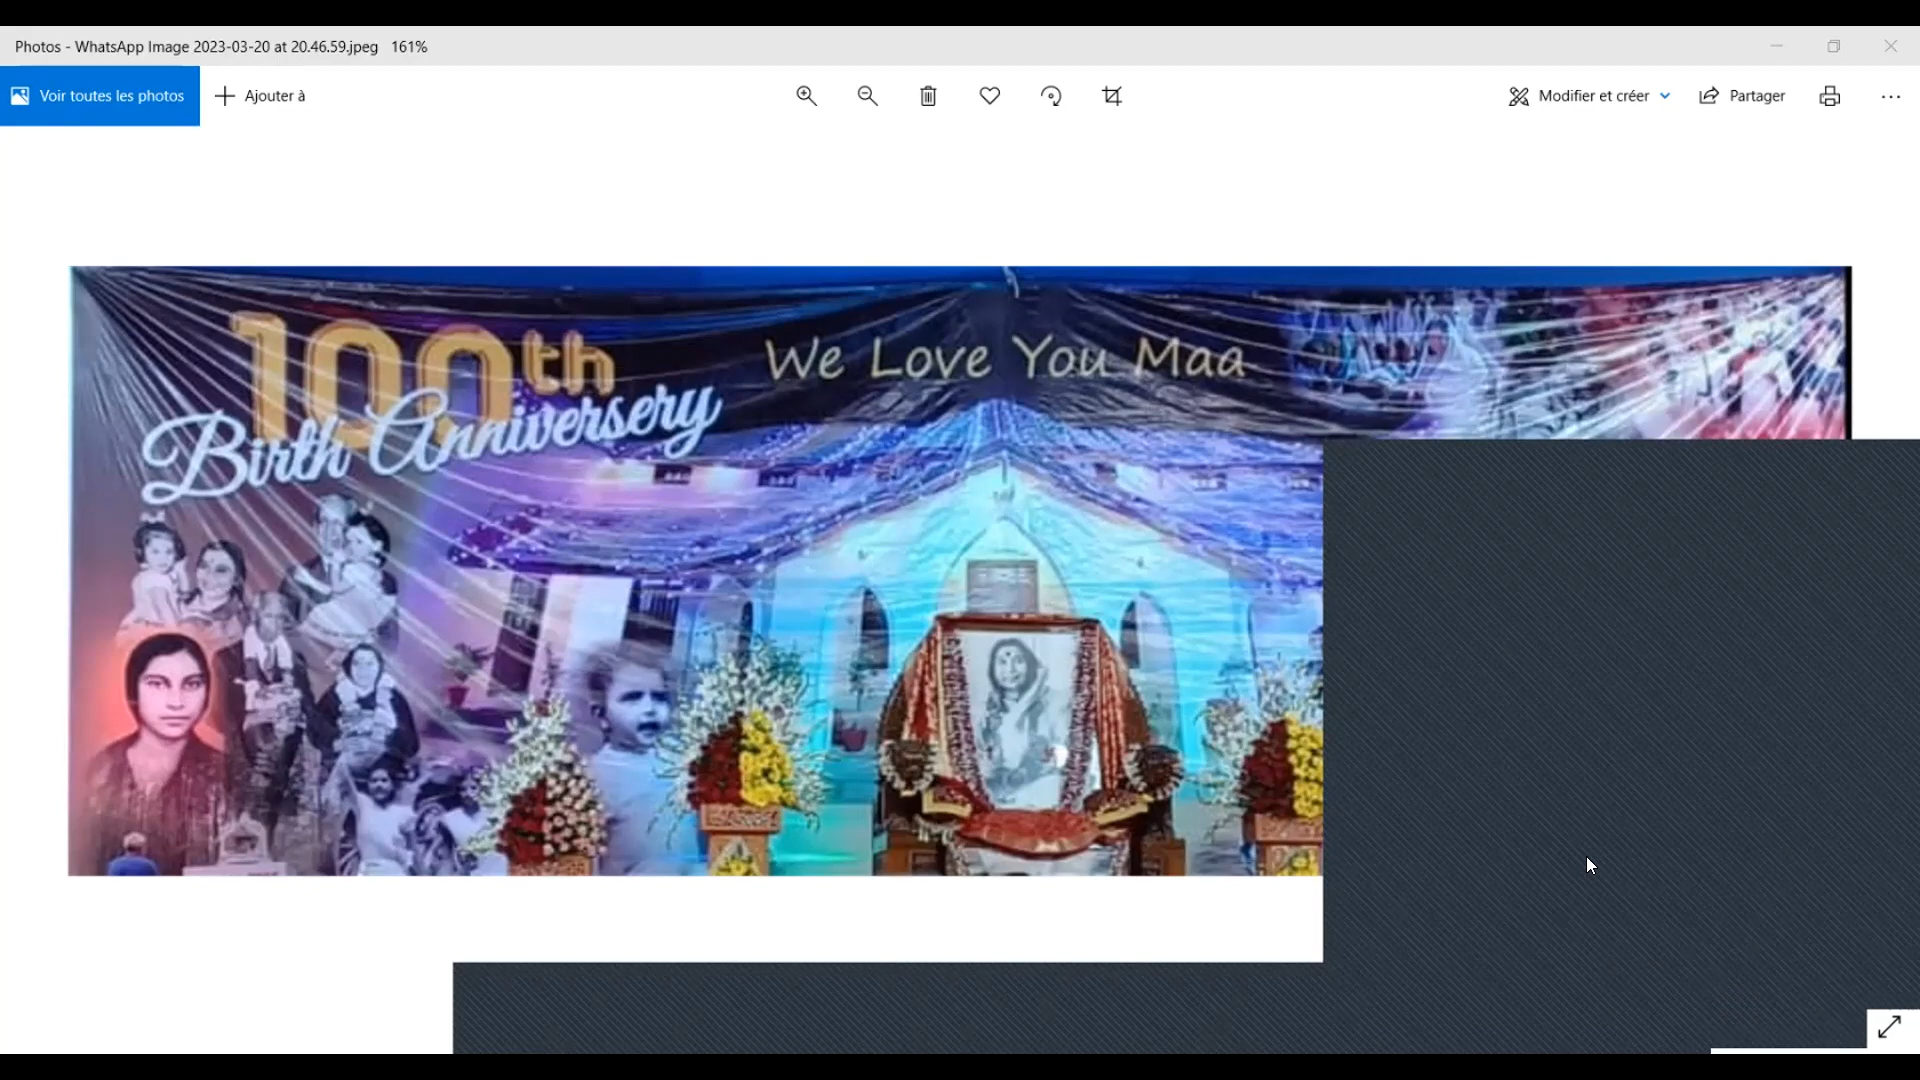 Photos - WhatsApp Image 2023-03-20 at 20.46.59.jpeg 161%
Voir toutes les photos
Ajouter à
Modifier et créer
Partager
100th
Birth Anniversery
We Love You Maa